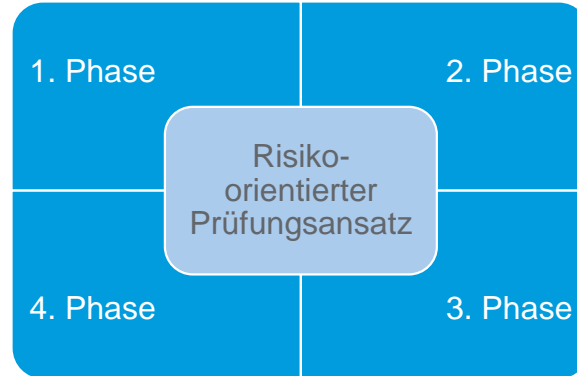 1. Phase
2. Phase
Risiko-
orientierter
Prüfungsansatz
4. Phase
3. Phase